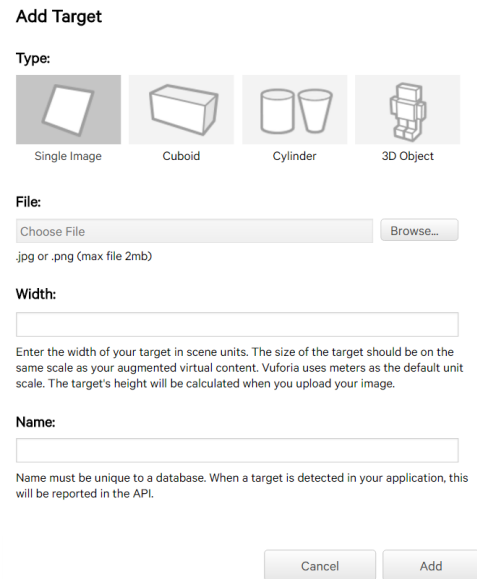 Add Target
Type:
Single Image
Cuboid
Cylinder
3D Object
File:
Choose File
Browse...
.jpg or .png (max file 2mb)
Width:
Enter the width of your target in scene units. The size of the target should be on the
same scale as your augmented virtual content. Vuforia uses meters as the default unit
scale. The target's height will be calculated when you upload your image.
Name:
Name must be unique to a database. When a target is detected in your application, this
will be reported in the API.
Cancel
Add